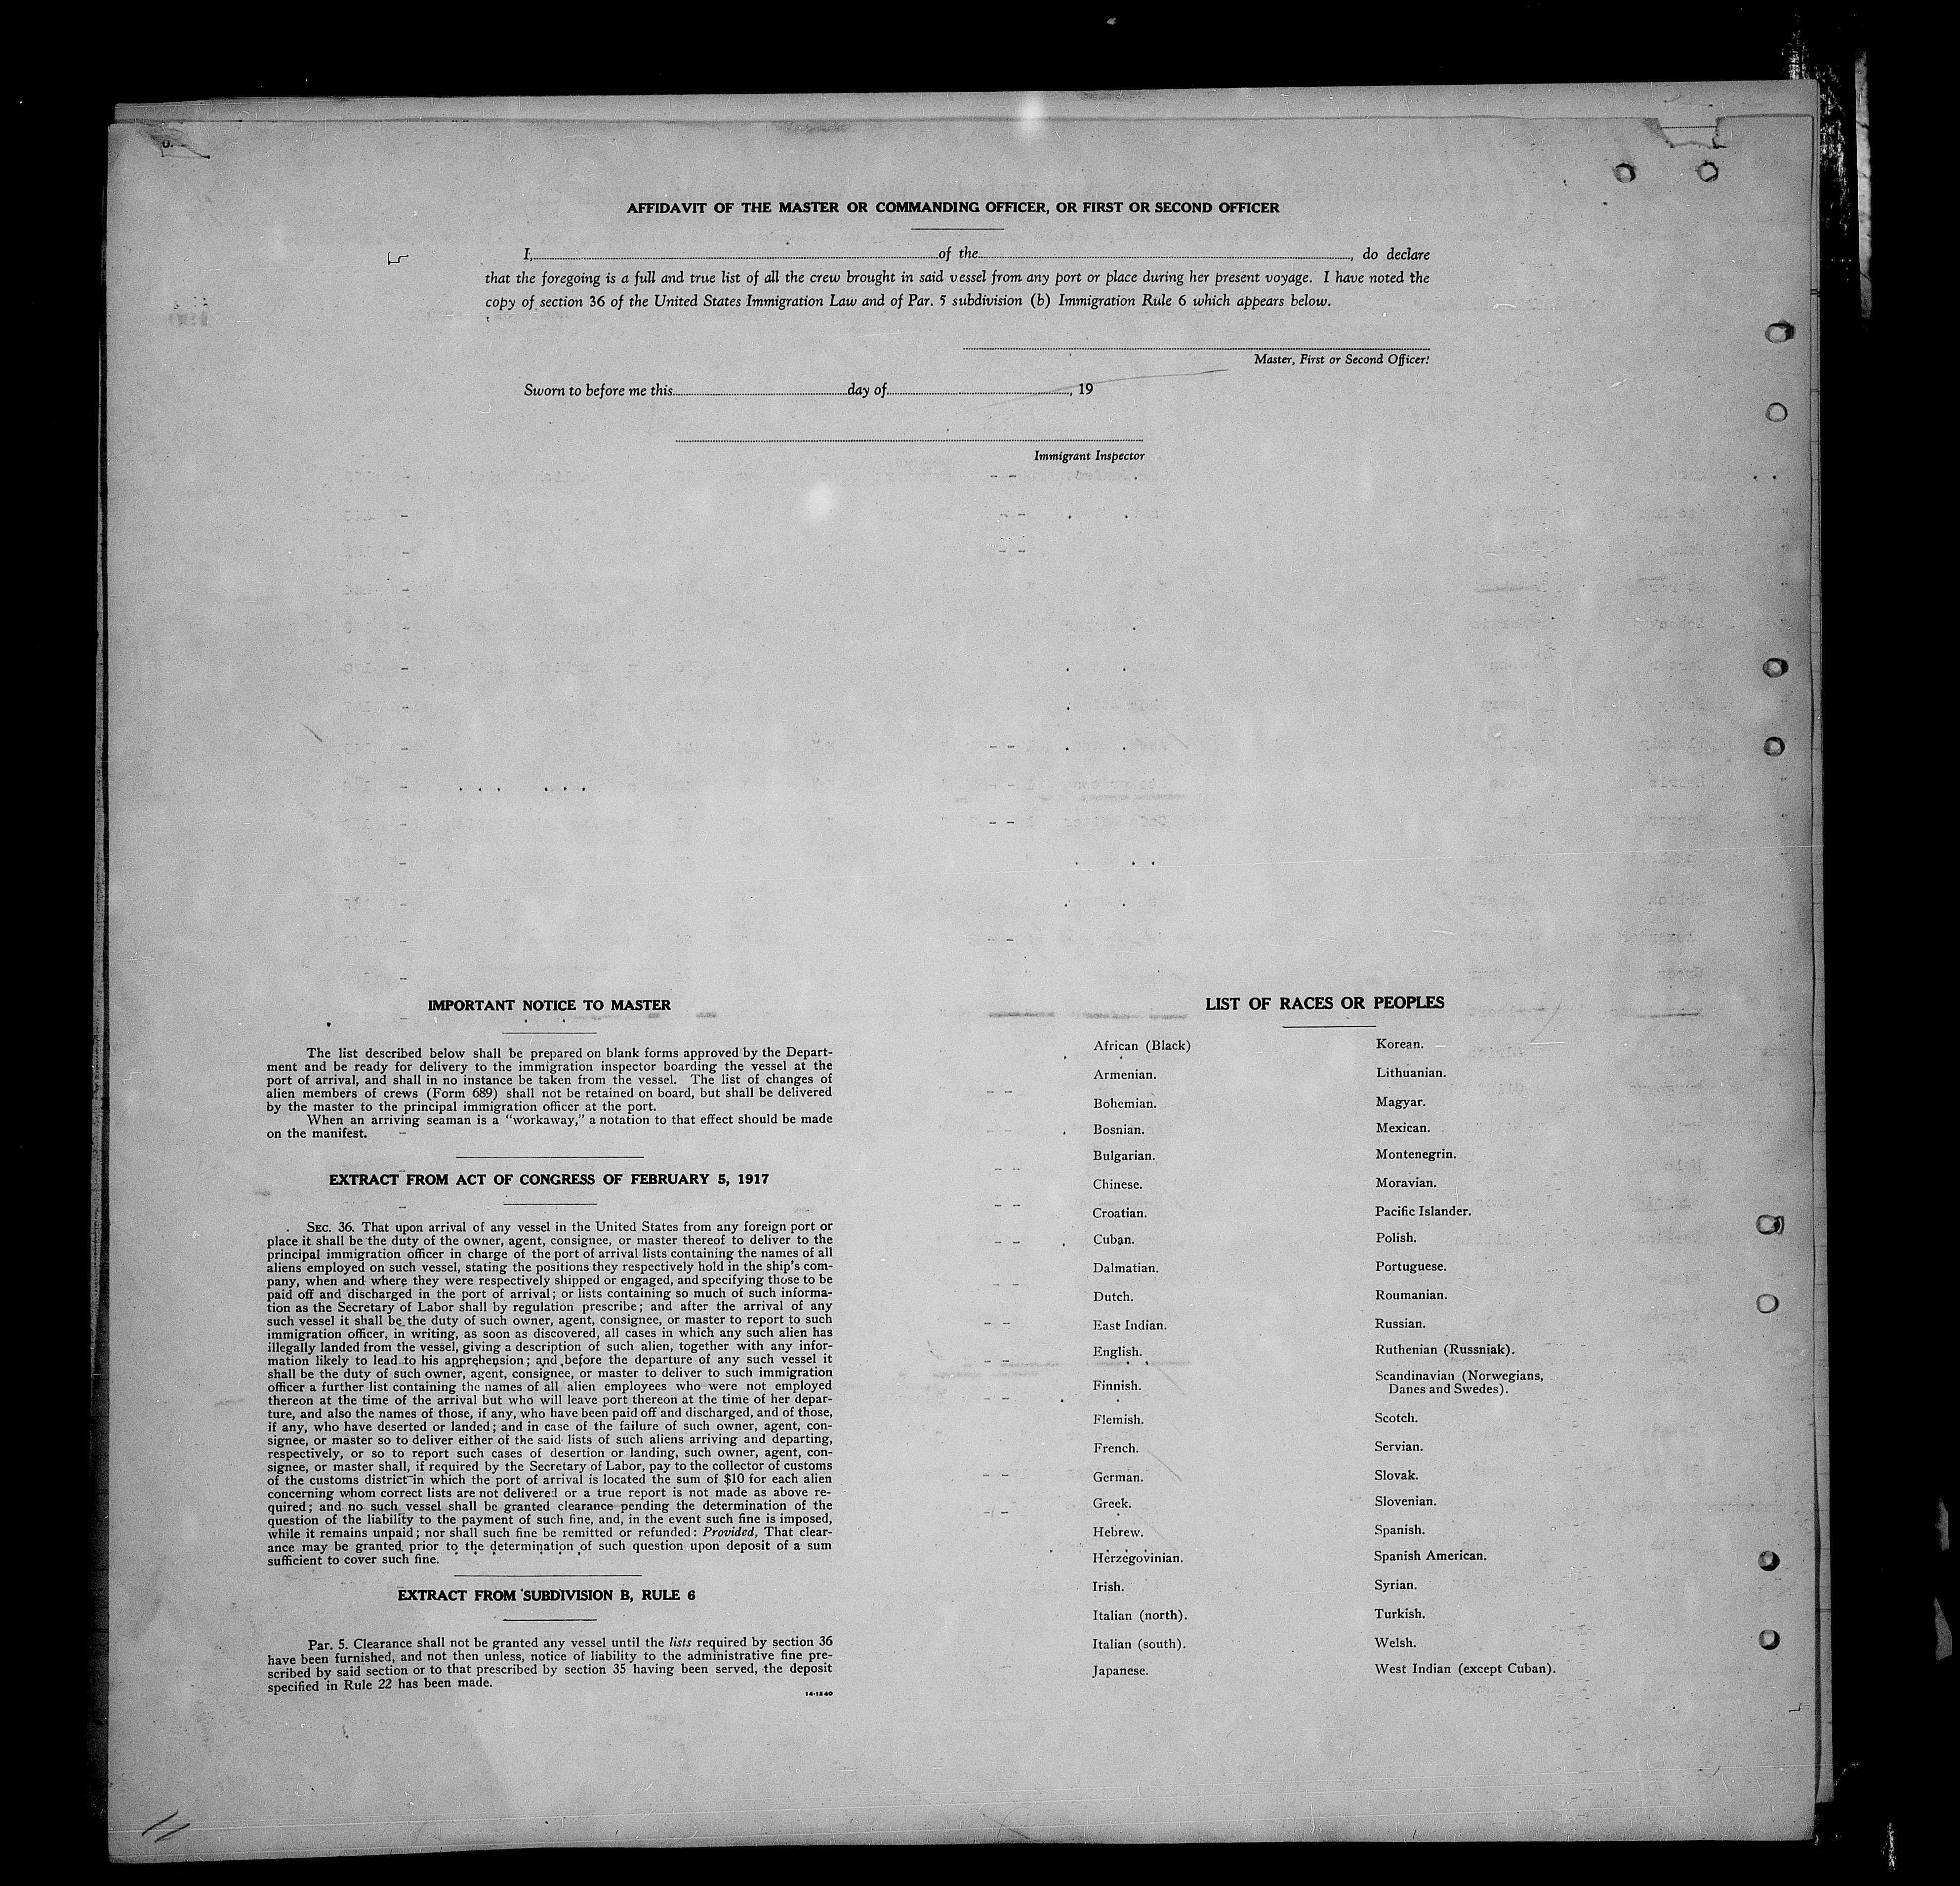 AFFIDAVIT OF THE MASTER OR COMMANDING OFFICER, OR FIRST OR SECOND OFFICER
I, of the , do declare
that the foregoing is a full and true list of all the crew brought in said vessel from any port or place during her present voyage. I have noted the
copy of section 36 of the United States Immigration Law and of Par. 5 subdivision (b) Immigration Rule 6 which appears below.
Master, First or Second Officer.
Sworn to before me this day of , 19
Immigrant Inspector
IMPORTANT NOTICE TO MASTER
The list described below shall be prepared on blank forms approved by the Depart-
ment and be ready for delivery to the immigration inspector boarding the vessel at the
port of arrival, and shall in no instance be taken from the vessel. The list of changes of
alien members of crews (Form 689) shall not be retained on board, but shall be delivered
by the master to the principal immigration officer at the port.
When an arriving seaman is a “workaway,” a notation to that effect should be made
on the manifest.
EXTRACT FROM ACT OF CONGRESS OF FEBRUARY 5, 1917
SEC. 36. That upon arrival of any vessel in the United States from any foreign port or
place it shall be the duty of the owner, agent, consignee, or master thereof to deliver to the
principal immigration officer in charge of the port of arrival lists containing the names of all
aliens employed on such vessel, stating the positions they respectively hold in the ship's com-
pany, when and where they were respectively shipped or engaged, and specifying those to be
paid off and discharged in the port of arrival; or lists containing so much of such informa-
tion as the Secretary of Labor shall by regulation prescribe; and after the arrival of any
such vessel it shall be the duty of such owner, agent, consignee, or master to report to such
immigration officer, in writing, as soon as discovered, all cases in which any such alien has
illegally landed from the vessel, giving a description of such alien, together with any infor-
mation likely to lead to his apprehension; and before the departure of any such vessel it
shall be the duty of such owner, agent, consignee, or master to deliver to such immigration
officer a further list containing the names of all alien employees who were not employed
thereon at the time of the arrival but who will leave port thereon at the time of her depar-
ture, and also the names of those, if any, who have been paid off and discharged, and of those,
if any, who have deserted or landed; and in case of the failure of such owner, agent, con-
signee, or master so to deliver either of the said lists of such aliens arriving and departing,
respectively, or so to report such cases of desertion or landing, such owner, agent, con-
signee, or master shall, if required by the Secretary of Labor, pay to the collector of customs
of the customs district in which the port of arrival is located the sum of $10 for each alien
concerning whom correct lists are not delivered or a true report is not made as above re-
quired; and no such vessel shall be granted clearance pending the determination of the
question of the liability to the payment of such fine, and, in the event such fine is imposed,
while it remains unpaid; nor shall such fine be remitted or refunded: Provided, That clear-
ance may be granted prior to the determination of such question upon deposit of a sum
sufficient to cover such fine.
EXTRACT FROM SUBDIVISION B, RULE 6
Par. 5. Clearance shall not be granted any vessel until the lists required by section 36
have been furnished, and not then unless, notice of liability to the administrative fine pre-
scribed by said section or to that prescribed by section 35 having been served, the deposit
specified in Rule 22 has been made.
14-1240
LIST OF RACES OR PEOPLES
African (Black)
Armenian.
Bohemian.
Bosnian.
Bulgarian.
Chinese.
Croatian.
Cuban.
Dalmatian.
Dutch.
East Indian.
English.
Finnish.
Flemish.
French.
German.
Greek.
Hebrew.
Herzegovinian.
Irish.
Italian (north).
Italian (south).
Japanese.
Korean.
Lithuanian.
Magyar.
Mexican.
Montenegrin.
Moravian.
Pacific Islander.
Polish.
Portuguese.
Roumanian.
Russian.
Ruthenian (Russniak).
Scandinavian (Norwegians,
Danes and Swedes).
Scotch.
Servian.
Slovak.
Slovenian.
Spanish.
Spanish American.
Syrian.
Turkish.
Welsh.
West Indian (except Cuban).